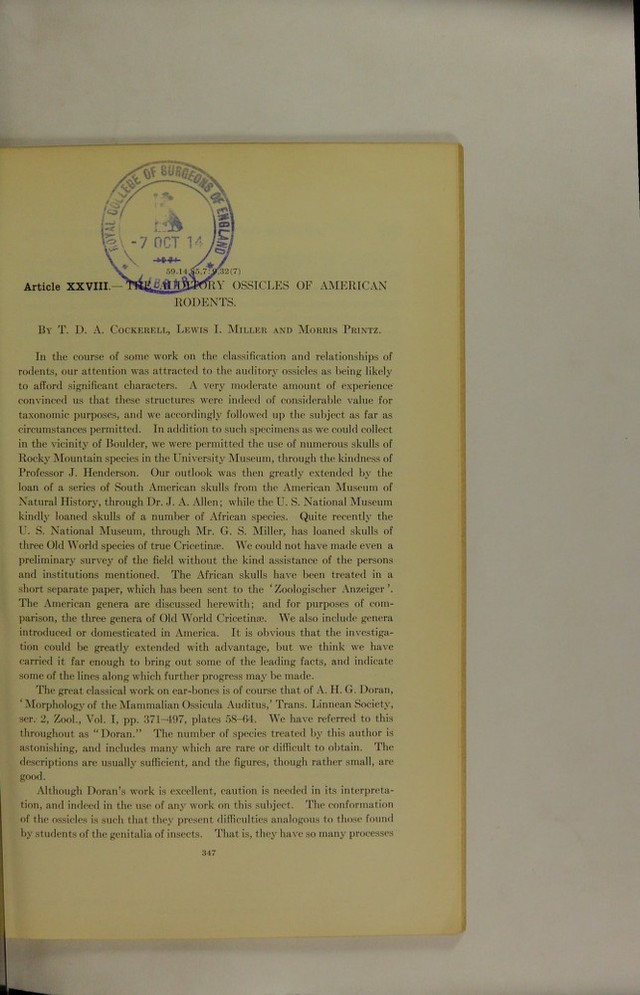 ROYAL COLLEGE OF SURGEONS OF ENGLAND
-7 OCT 14
LIBRARY
59.14
32(7)
Article XXVIII.— THE AUDITORY OSSICLES OF AMERICAN
RODENTS.
By T. D. A. Cockerell, Lewis I. Miller and Morris Printz.
In the course of some work on the classification and relationships of
rodents, our attention was attracted to the auditory ossicles as being likely
to afford significant characters. A very moderate amount of experience
convinced us that these structures were indeed of considerable value for
taxonomic purposes, and we accordingly followed up the subject as far as
circumstances permitted. In addition to such specimens as we could collect
in the vicinity of Boulder, we were permitted the use of numerous skulls of
Rocky Mountain species in the University Museum, through the kindness of
Professor J. Henderson. Our outlook was then greatly extended by the
loan of a series of South American skulls from the American Museum of
Natural History, through Dr. J. A. Allen; while the U. S. National Museum
kindly loaned skulls of a number of African species. Quite recently the
U. S. National Museum, through Mr. G. S. Miller, has loaned skulls of
three Old World species of true Cricetinæ. We could not have made even a
preliminary survey of the field without the kind assistance of the persons
and institutions mentioned. The African skulls have been treated in a
short separate paper, which has been sent to the 'Zoologischer Anzeiger'.
The American genera are discussed herewith; and for purposes of com-
parison, the three genera of Old World Cricetinæ. We also include genera
introduced or domesticated in America. It is obvious that the investiga-
tion could be greatly extended with advantage, but we think we have
carried it far enough to bring out some of the leading facts, and indicate
some of the lines along which further progress may be made.
The great classical work on ear-bones is of course that of A. H. G. Doran,
'Morphology of the Mammalian Ossicula Auditus,' Trans. Linnean Society,
ser. 2, Zool., Vol. I, pp. 371-497, plates 58-64. We have referred to this
throughout as "Doran." The number of species treated by this author is
astonishing, and includes many which are rare or difficult to obtain. The
descriptions are usually sufficient, and the figures, though rather small, are
good.
Although Doran's work is excellent, caution is needed in its interpreta-
tion, and indeed in the use of any work on this subject. The conformation
of the ossicles is such that they present difficulties analogous to those found
by students of the genitalia of insects. That is, they have so many processes
347